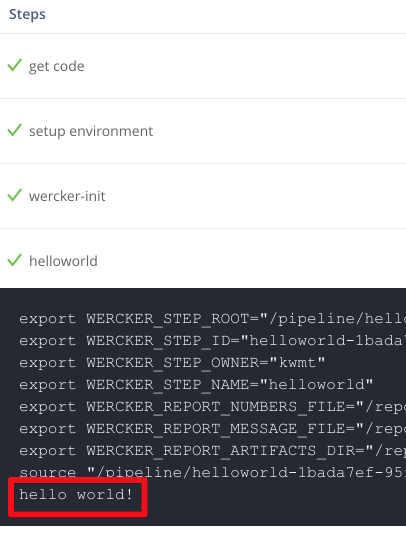 Steps
get code
setup environment
wercker-init
helloworld
export WERCKER_STEP_ROOT="/pipeline/hello
export WERCKER_STEP_ID="helloworld-1bada7
export WERCKER_STEP_OWNER="kwmt"
export WERCKER_STEP_NAME="helloworld"
export WERCKER_REPORT_NUMBERS_FILE="/repo
export WERCKER_REPORT_MESSAGE_FILE="/repo
export WERCKER_REPORT_ARTIFACTS_DIR="/rep
source "/pipeline/helloworld-1bada7ef-95f
hello world!